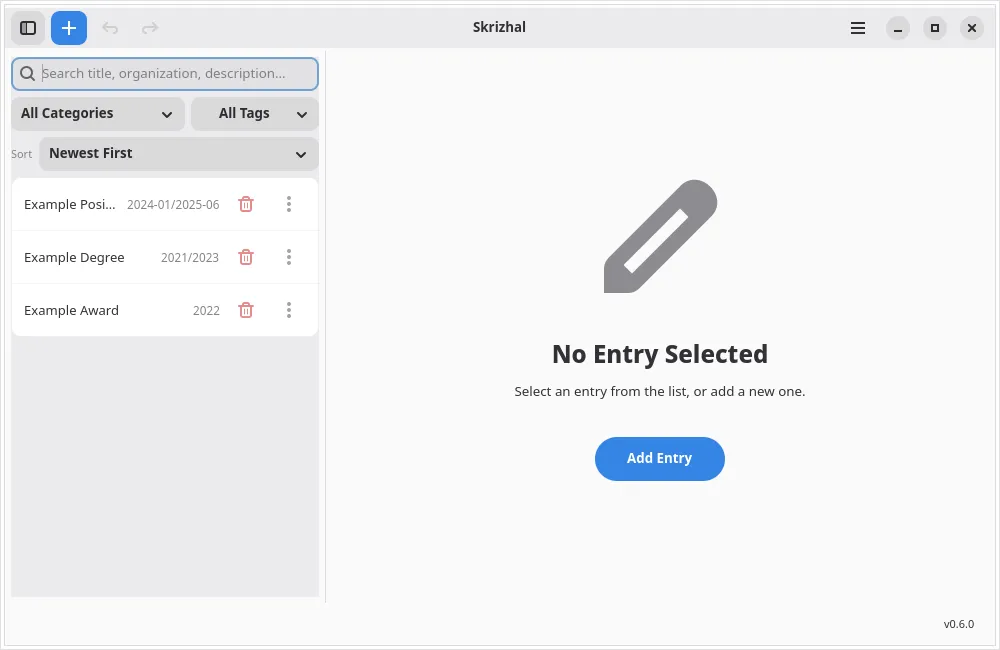 Skrizhal
Search title, organization, description...
All Categories
All Tags
Sort
Newest First
Example Posi... 2024-01/2025-06
Example Degree 2021/2023
Example Award 2022
No Entry Selected
Select an entry from the list, or add a new one.
Add Entry
v0.6.0